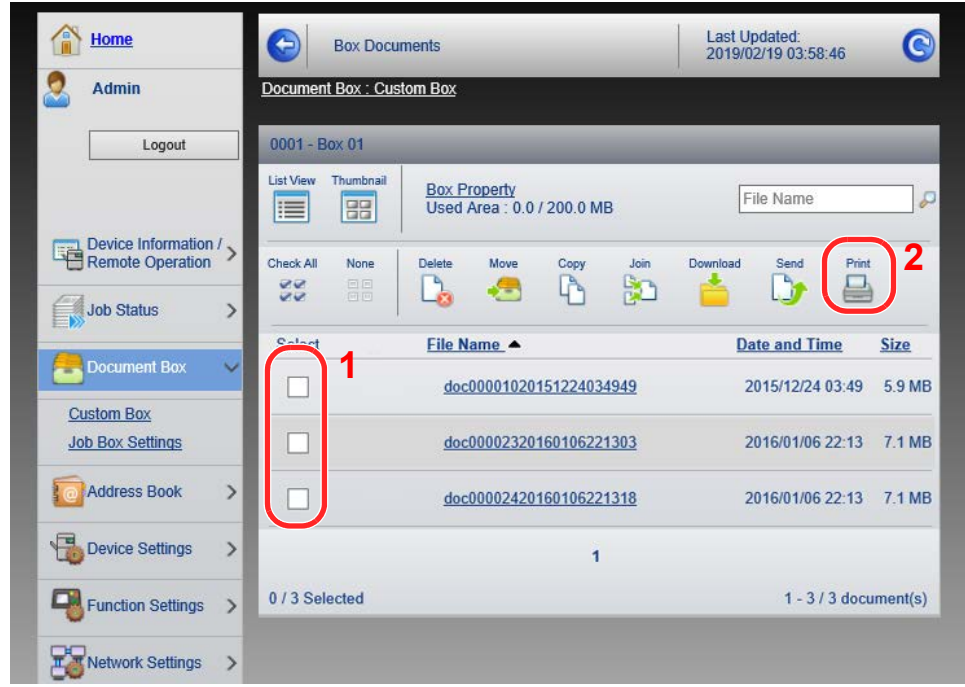 Home
Admin
Logout
Device Information /
Remote Operation
Job Status
Document Box
Custom Box
Job Box Settings
Address Book
Device Settings
Function Settings
Network Settings
Box Documents
Last Updated:
2019/02/19 03:58:46
Document Box : Custom Box
0001 - Box 01
List View Thumbnail
Box Property
Used Area : 0.0 / 200.0 MB
File Name
Check All None Delete Move Copy Join Download Send Print
2
Select File Name Date and Time Size
1
doc00001020151224034949 2015/12/24 03:49 5.9 MB
doc00002320160106221303 2016/01/06 22:13 7.1 MB
doc00002420160106221318 2016/01/06 22:13 7.1 MB
1
0 / 3 Selected 1 - 3 / 3 document(s)